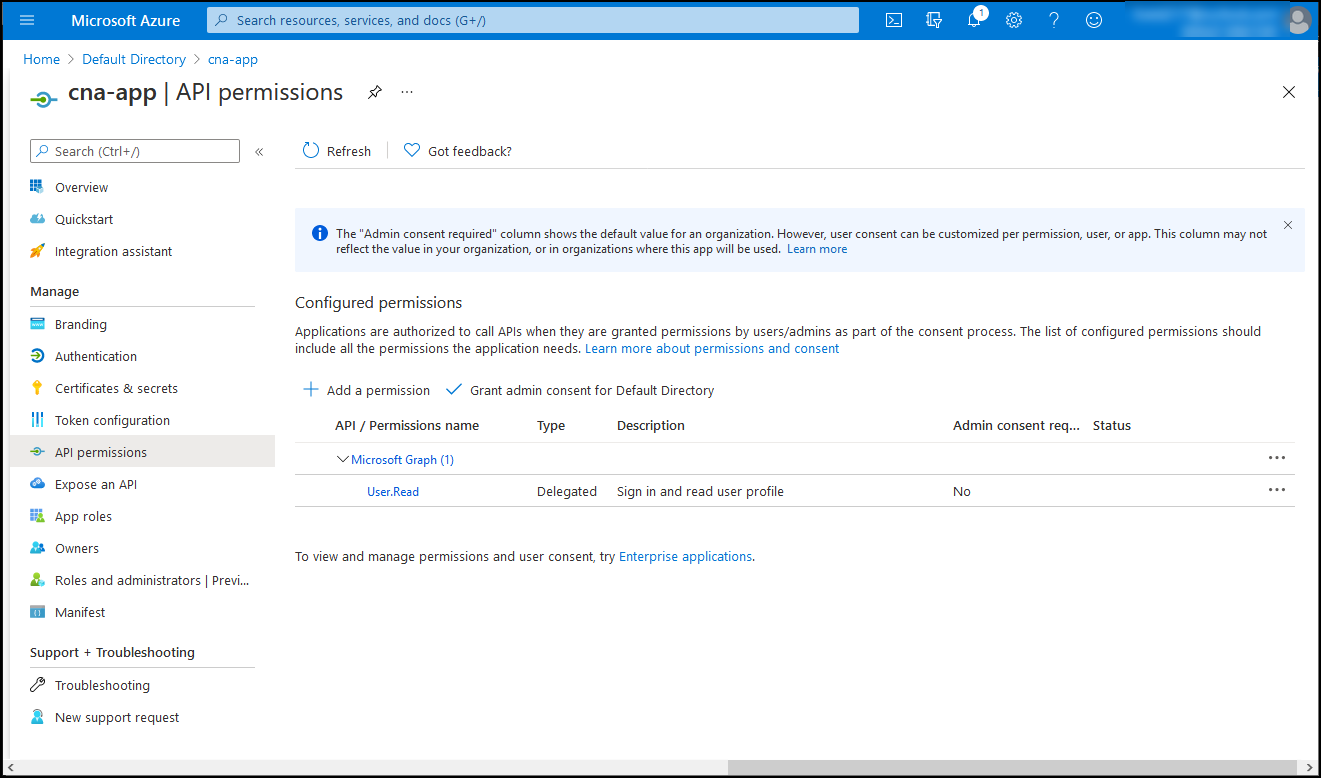 Microsoft Azure
Search resources, services, and docs (G+/)
1
Home > Default Directory > cna-app
cna-app | API permissions
Search (Ctrl+/)
«
Refresh
Got feedback?
Overview
Quickstart
Integration assistant
Manage
Branding
Authentication
Certificates & secrets
Token configuration
API permissions
Expose an API
App roles
Owners
Roles and administrators | Previ...
Manifest
Support + Troubleshooting
Troubleshooting
New support request
The "Admin consent required" column shows the default value for an organization. However, user consent can be customized per permission, user, or app. This column may not
reflect the value in your organization, or in organizations where this app will be used. Learn more
Configured permissions
Applications are authorized to call APIs when they are granted permissions by users/admins as part of the consent process. The list of configured permissions should
include all the permissions the application needs. Learn more about permissions and consent
Add a permission
Grant admin consent for Default Directory
API / Permissions name Type Description Admin consent req... Status
Microsoft Graph (1)
User.Read Delegated Sign in and read user profile No
To view and manage permissions and user consent, try Enterprise applications.